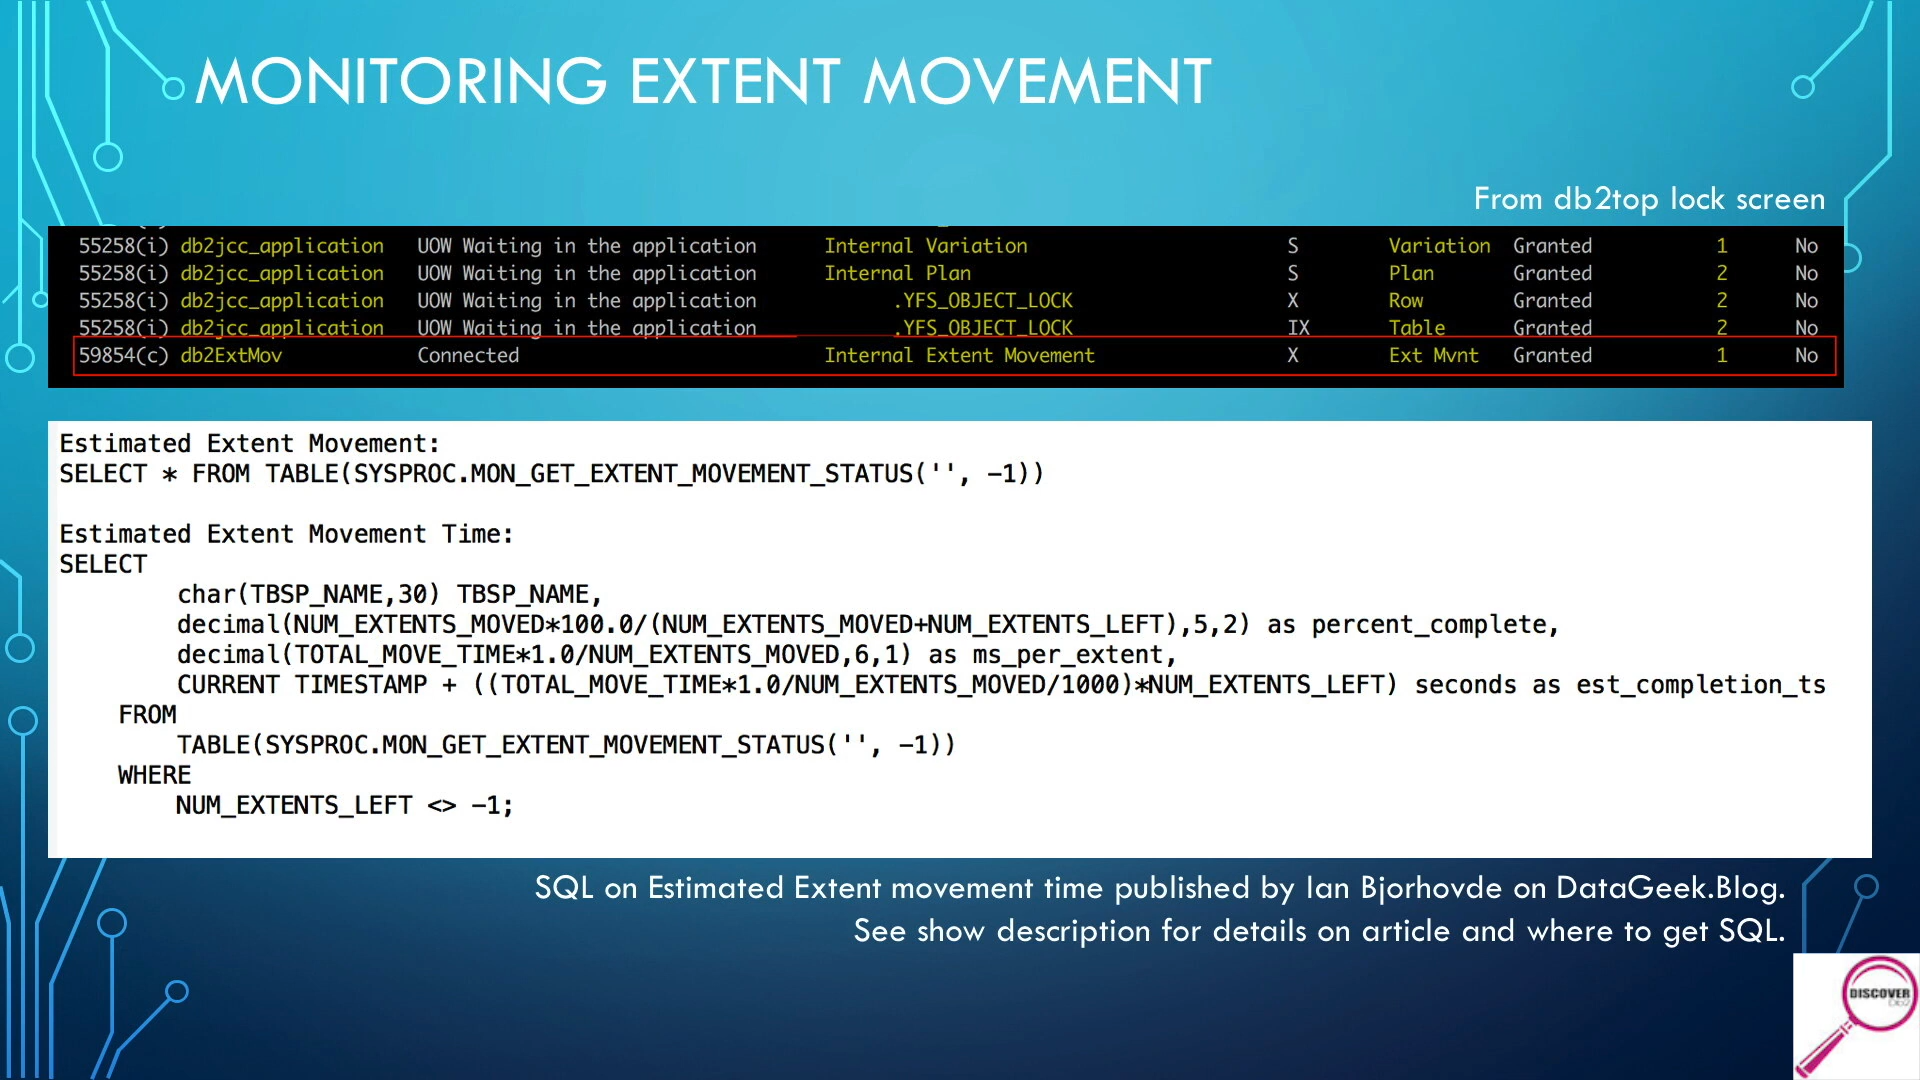 MONITORING EXTENT MOVEMENT
From db2top lock screen
55258(i) db2jcc_application UOW Waiting in the application Internal Variation S Variation Granted 1 No
55258(i) db2jcc_application UOW Waiting in the application Internal Plan S Plan Granted 2 No
55258(i) db2jcc_application UOW Waiting in the application .YFS_OBJECT_LOCK X Row Granted 2 No
55258(i) db2jcc_application UOW Waiting in the application .YFS_OBJECT_LOCK IX Table Granted 2 No
59854(c) db2ExtMov Connected Internal Extent Movement X Ext Mvnt Granted 1 No
Estimated Extent Movement:
SELECT * FROM TABLE(SYSPROC.MON_GET_EXTENT_MOVEMENT_STATUS('', -1))
Estimated Extent Movement Time:
SELECT
char(TBSP_NAME,30) TBSP_NAME,
decimal(NUM_EXTENTS_MOVED*100.0/(NUM_EXTENTS_MOVED+NUM_EXTENTS_LEFT),5,2) as percent_complete,
decimal(TOTAL_MOVE_TIME*1.0/NUM_EXTENTS_MOVED,6,1) as ms_per_extent,
CURRENT TIMESTAMP + ((TOTAL_MOVE_TIME*1.0/NUM_EXTENTS_MOVED/1000)*NUM_EXTENTS_LEFT) seconds as est_completion_ts
FROM
TABLE(SYSPROC.MON_GET_EXTENT_MOVEMENT_STATUS('', -1))
WHERE
NUM_EXTENTS_LEFT <> -1;
SQL on Estimated Extent movement time published by Ian Bjorhovde on DataGeek.Blog.
See show description for details on article and where to get SQL.
DISCOVER
Db2